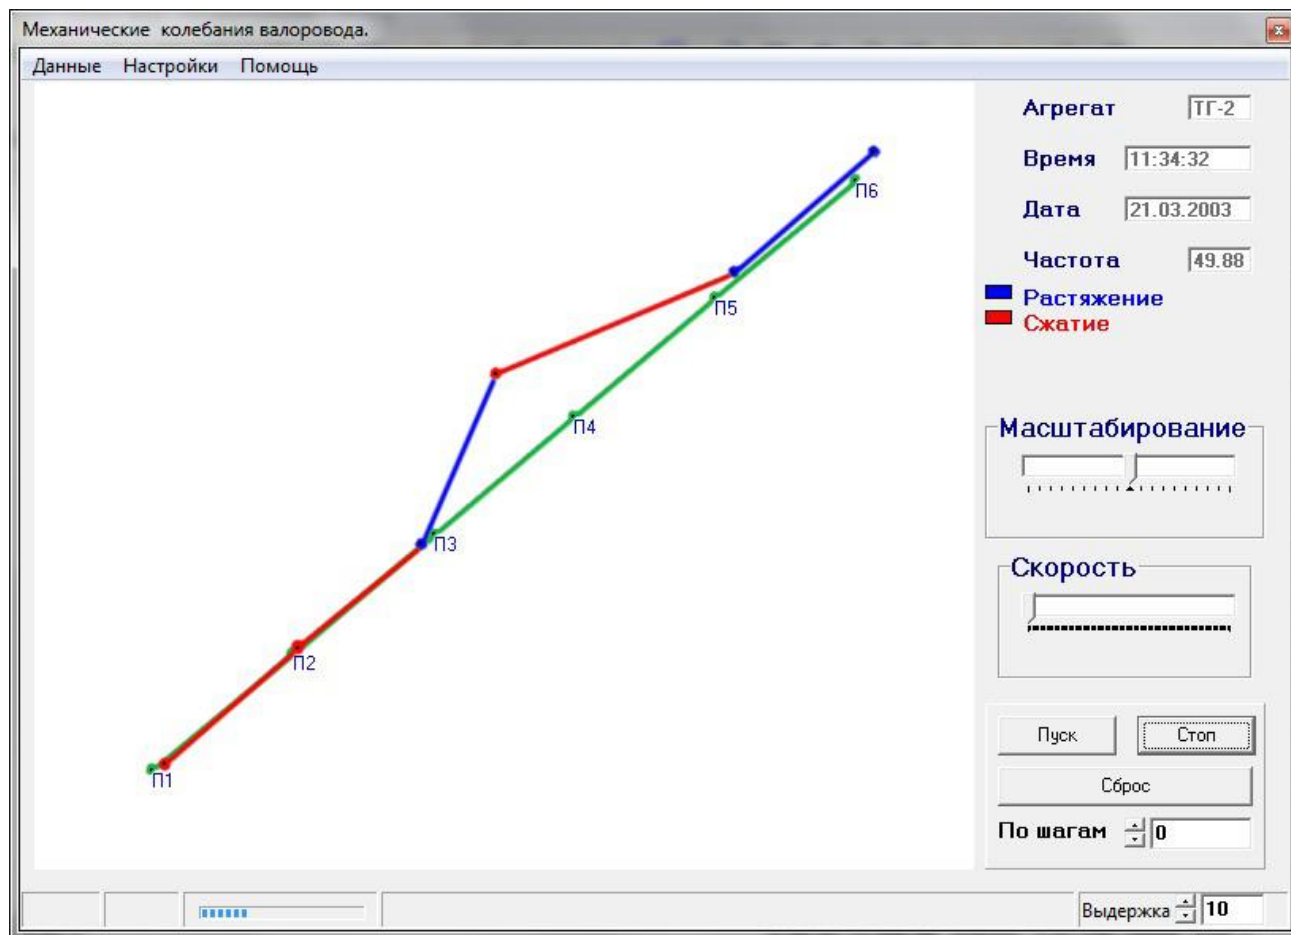 Механические колебания валоровода.
Данные Настройки Помощь
Агрегат ТГ-2
Время 11:34:32
Дата 21.03.2003
Частота 49.88
Растяжение
Сжатие
П6
П5
П4
П3
П2
П1
Масштабирование
Скорость
Пуск Стоп
Сброс
По шагам 0
Выдержка 10